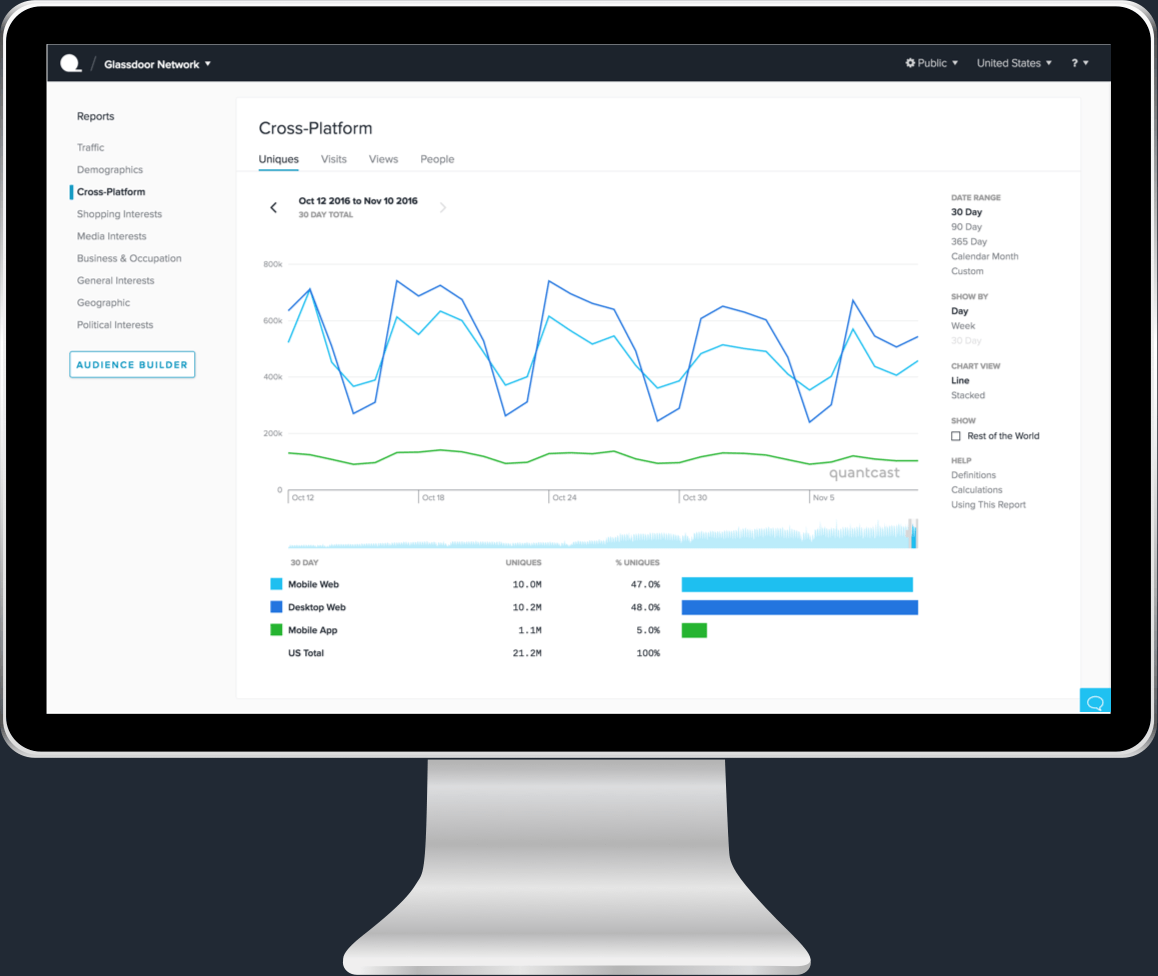 Glassdoor Network
Public
United States
?
Reports
Traffic
Demographics
Cross-Platform
Shopping Interests
Media Interests
Business & Occupation
General Interests
Geographic
Political Interests
AUDIENCE BUILDER
Cross-Platform
Uniques Visits Views People
Oct 12 2016 to Nov 10 2016
30 DAY TOTAL
800k
600k
400k
200k
0
Oct 12 Oct 18 Oct 24 Oct 30 Nov 5
quantcast
30 DAY UNIQUES % UNIQUES
Mobile Web 10.0M 47.0%
Desktop Web 10.2M 48.0%
Mobile App 1.1M 5.0%
US Total 21.2M 100%
DATE RANGE
30 Day
90 Day
365 Day
Calendar Month
Custom
SHOW BY
Day
Week
30 Day
CHART VIEW
Line
Stacked
SHOW
Rest of the World
HELP
Definitions
Calculations
Using This Report